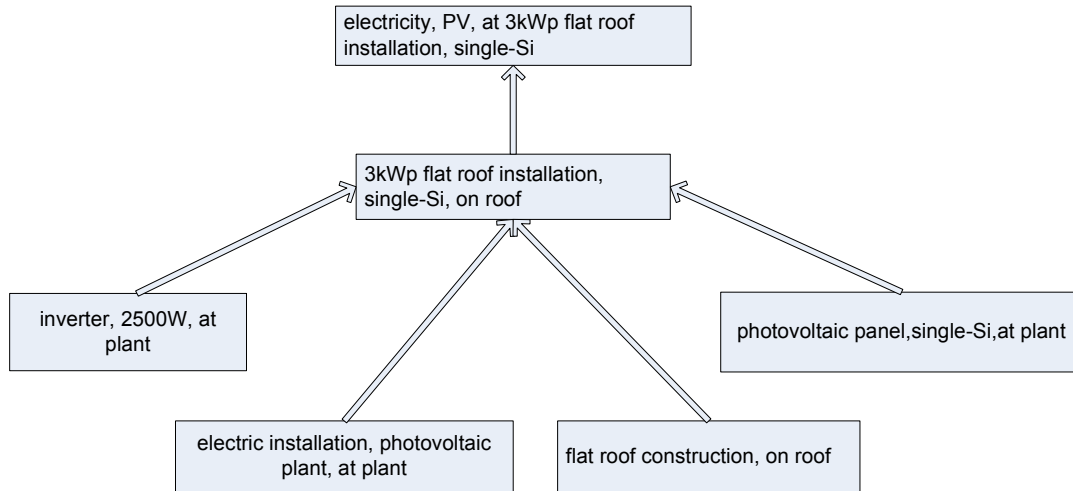 electricity, PV, at 3kWp flat roof
installation, single-Si
3kWp flat roof installation,
single-Si, on roof
inverter, 2500W, at
plant
photovoltaic panel,single-Si,at plant
electric installation, photovoltaic
plant, at plant
flat roof construction, on roof